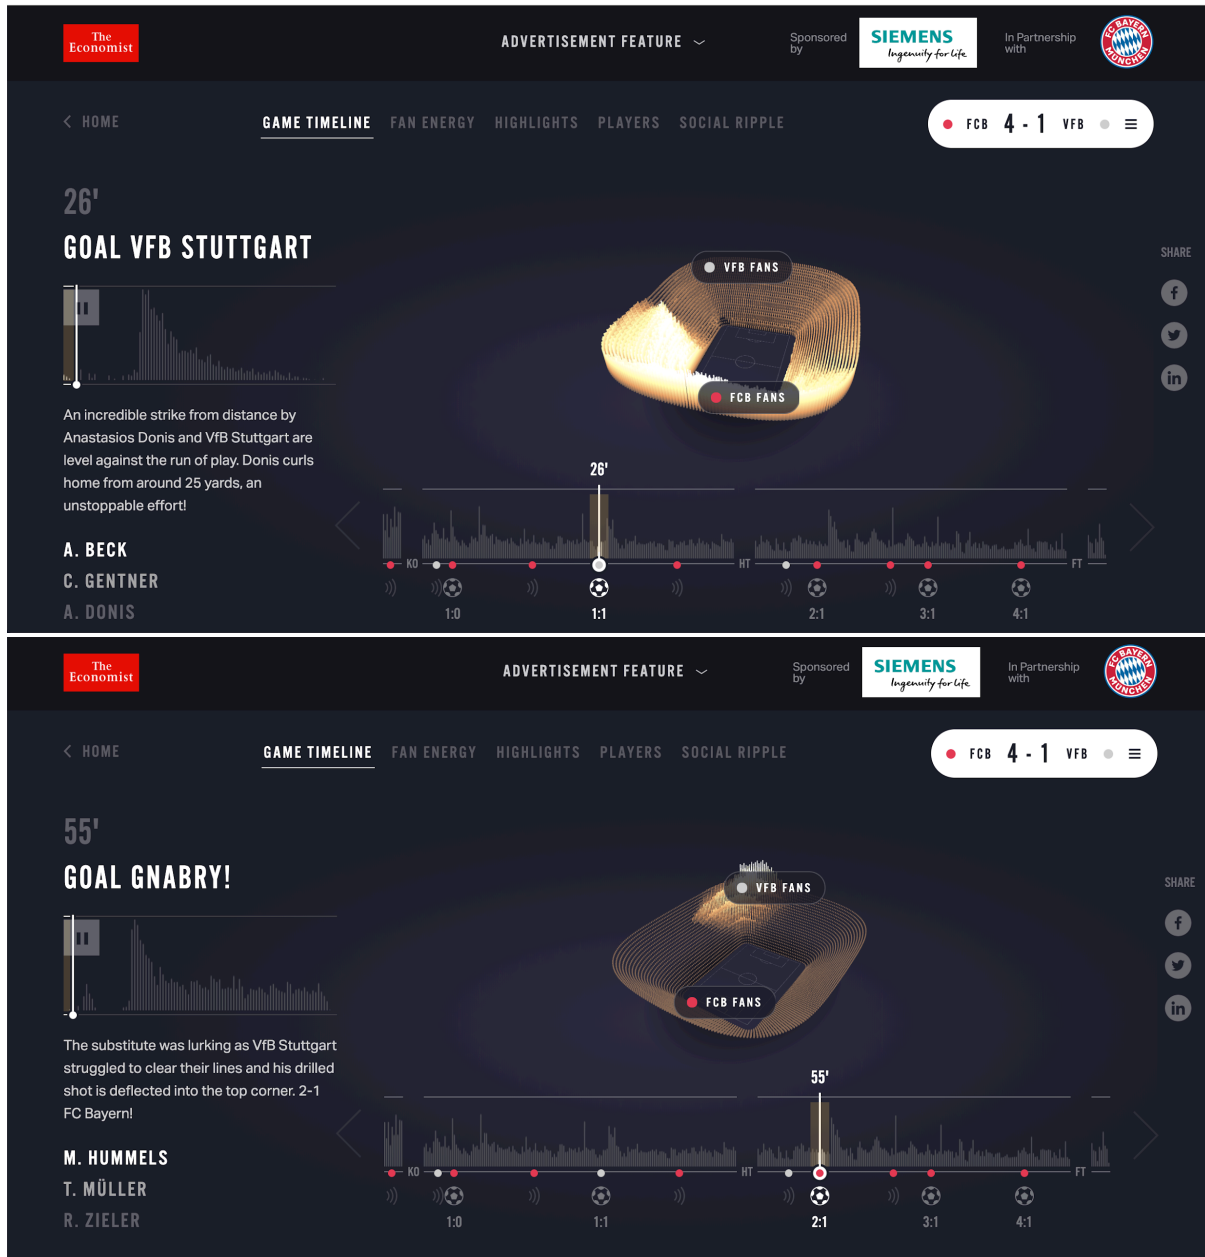 The
Economist
ADVERTISEMENT FEATURE
Sponsored
by
SIEMENS
Ingenuity for life
In Partnership
with
FC BAYERN
MÜNCHEN
HOME
GAME TIMELINE
FAN ENERGY
HIGHLIGHTS
PLAYERS
SOCIAL RIPPLE
FCB 4 - 1 VFB
26'
GOAL VFB STUTTGART
VFB FANS
FCB FANS
SHARE
An incredible strike from distance by
Anastasios Donis and VfB Stuttgart are
level against the run of play. Donis curls
home from around 25 yards, an
unstoppable effort!
A. BECK
C. GENTNER
A. DONIS
26'
KO
HT
FT
1:0
1:1
2:1
3:1
4:1
The
Economist
ADVERTISEMENT FEATURE
Sponsored
by
SIEMENS
Ingenuity for life
In Partnership
with
FC BAYERN
MÜNCHEN
HOME
GAME TIMELINE
FAN ENERGY
HIGHLIGHTS
PLAYERS
SOCIAL RIPPLE
FCB 4 - 1 VFB
55'
GOAL GNABRY!
VFB FANS
FCB FANS
SHARE
The substitute was lurking as VfB Stuttgart
struggled to clear their lines and his drilled
shot is deflected into the top corner. 2-1
FC Bayern!
M. HUMMELS
T. MÜLLER
R. ZIELER
55'
KO
HT
FT
1:0
1:1
2:1
3:1
4:1